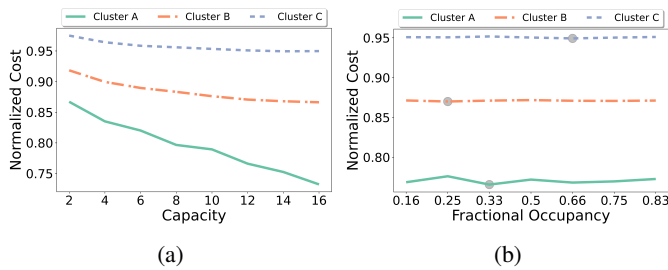 Cluster A Cluster B Cluster C
Normalized Cost
0.95
0.90
0.85
0.80
0.75
2 4 6 8 10 12 14 16
Capacity
(a)
Cluster A Cluster B Cluster C
Normalized Cost
0.95
0.90
0.85
0.80
0.16 0.25 0.33 0.5 0.66 0.75 0.83
Fractional Occupancy
(b)